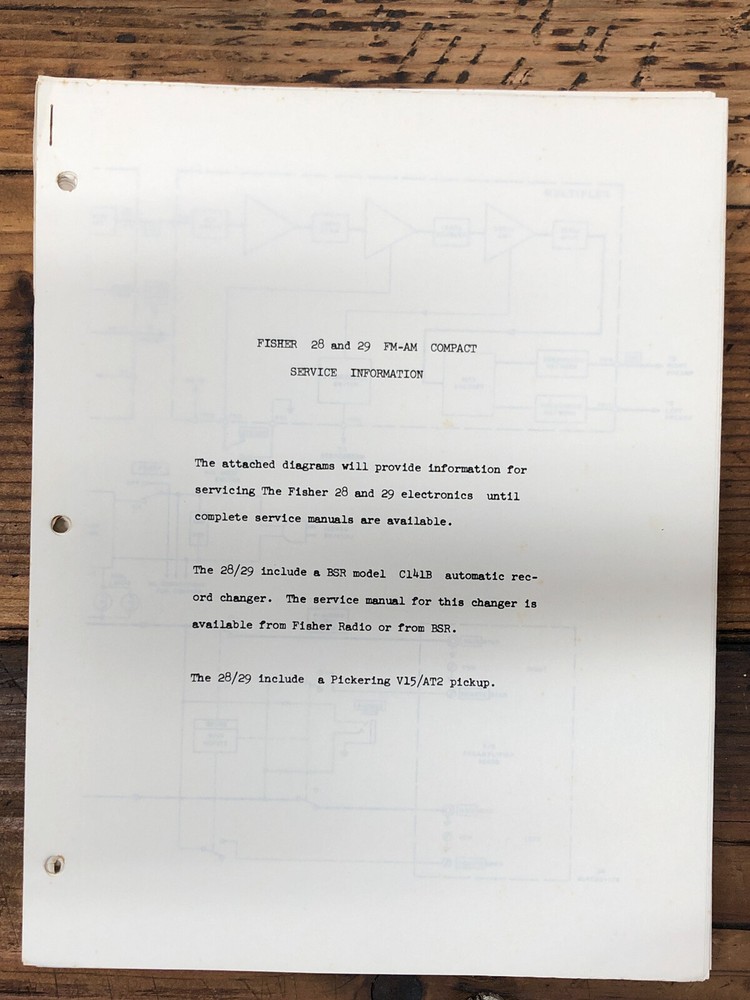 FISHER 28 and 29 FM-AM COMPACT
SERVICE INFORMATION
The attached diagrams will provide information for
servicing The Fisher 28 and 29 electronics until
complete service manuals are available.
The 28/29 include a BSR model C141B automatic rec-
ord changer. The service manual for this changer is
available from Fisher Radio or from BSR.
The 28/29 include a Pickering V15/AT2 pickup.